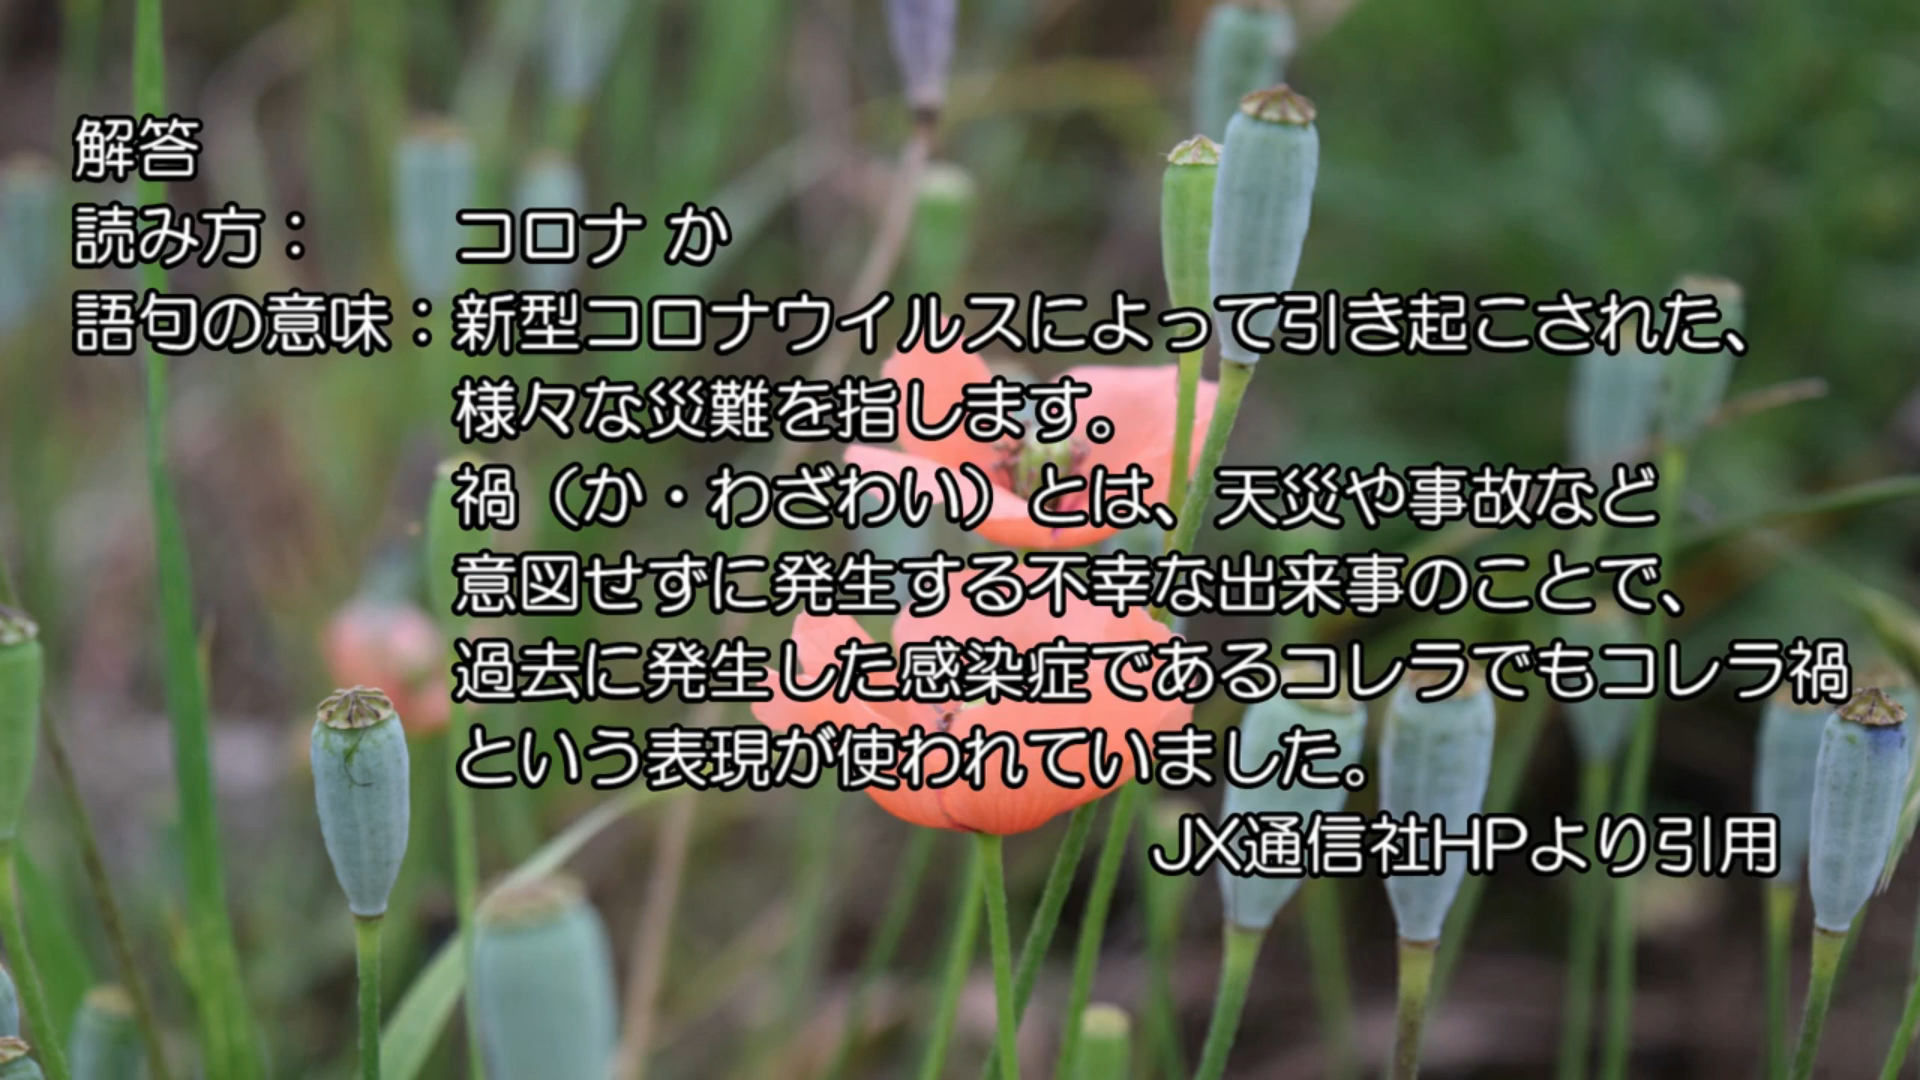 解答
読み方： コロナ か
語句の意味：新型コロナウイルスによって引き起こされた、
様々な災難を指します。
禍（か・わざわい）とは、天災や事故など
意図せずに発生する不幸な出来事のことで、
過去に発生した感染症であるコレラでもコレラ禍
という表現が使われていました。
JX通信社HPより引用